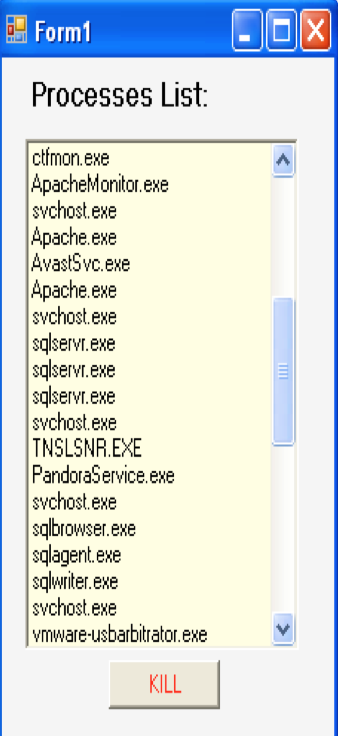 Form1
Processes List:
ctfmon.exe
ApacheMonitor.exe
svchost.exe
Apache.exe
AvastSvc.exe
Apache.exe
svchost.exe
sqlservr.exe
sqlservr.exe
sqlservr.exe
svchost.exe
TNSLSNR.EXE
PandoraService.exe
svchost.exe
sqlbrowser.exe
sqlagent.exe
sqlwriter.exe
svchost.exe
vmware-usbarbitrator.exe
KILL